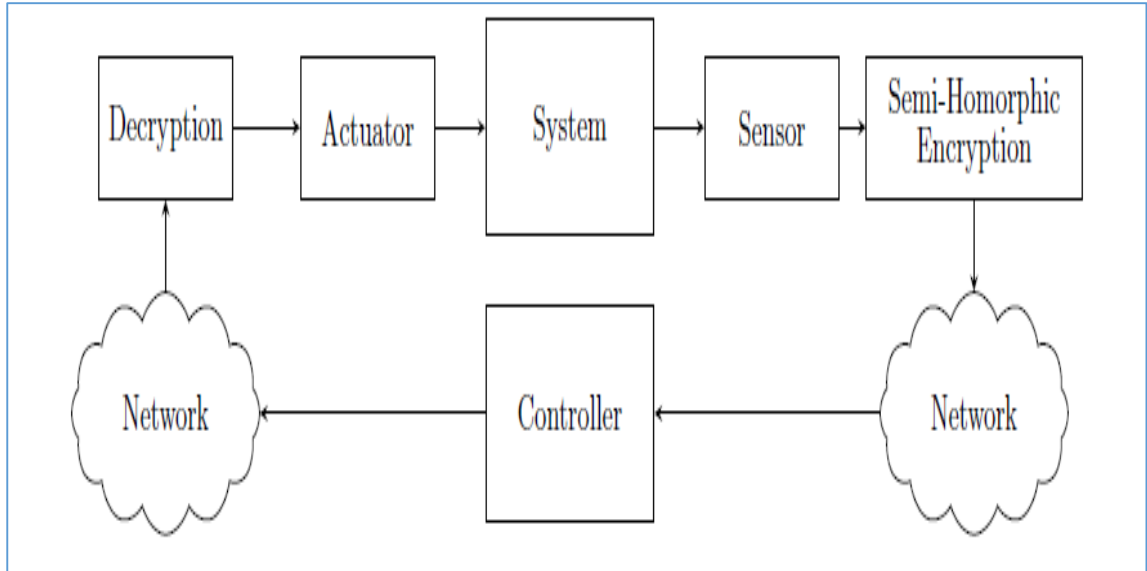 Decryption
Actuator
System
Sensor
Semi-Homorphic
Encryption
Network
Controller
Network